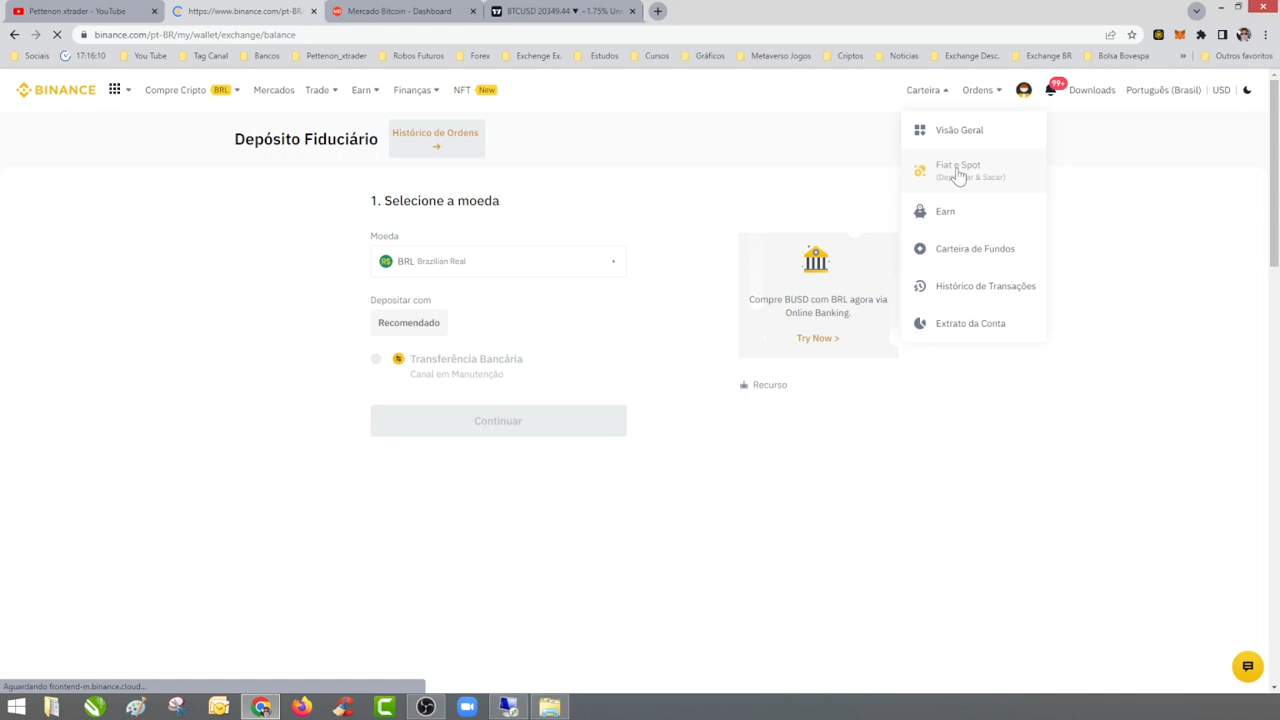 Pettenon xtrader - YouTube
https://www.binance.com/pt-BR/
Mercado Bitcoin - Dashboard
BTCUSD 20349.44 ▼ −1.75% Un
binance.com/pt-BR/my/wallet/exchange/balance
Sociais
17:16:10
You Tube
Tag Canal
Bancos
Pettenon_xtrader
Robos Futuros
Forex
Exchenge Ex.
Estudos
Cursos
Gráficos
Metaverso Jogos
Criptos
Noticias
Exchange Desc.
Exchange BR
Bolsa Bovespa
»
Outros favoritos
BINANCE
Compre Cripto BRL
Mercados
Trade
Earn
Finanças
NFT New
Carteira
Ordens
99+
Downloads
Português (Brasil)
USD
Depósito Fiduciário
Histórico de Ordens
→
Visão Geral
Fiat e Spot
Sacar)
Earn
Carteira de Fundos
Histórico de Transações
Extrato da Conta
1. Selecione a moeda
Moeda
R$ BRL Brazilian Real
Depositar com
Recomendado
Transferência Bancária
Canal em Manutenção
Continuar
Compre BUSD com BRL agora via
Online Banking.
Try Now >
Recurso
Aguardando frontend-m.binance.cloud...